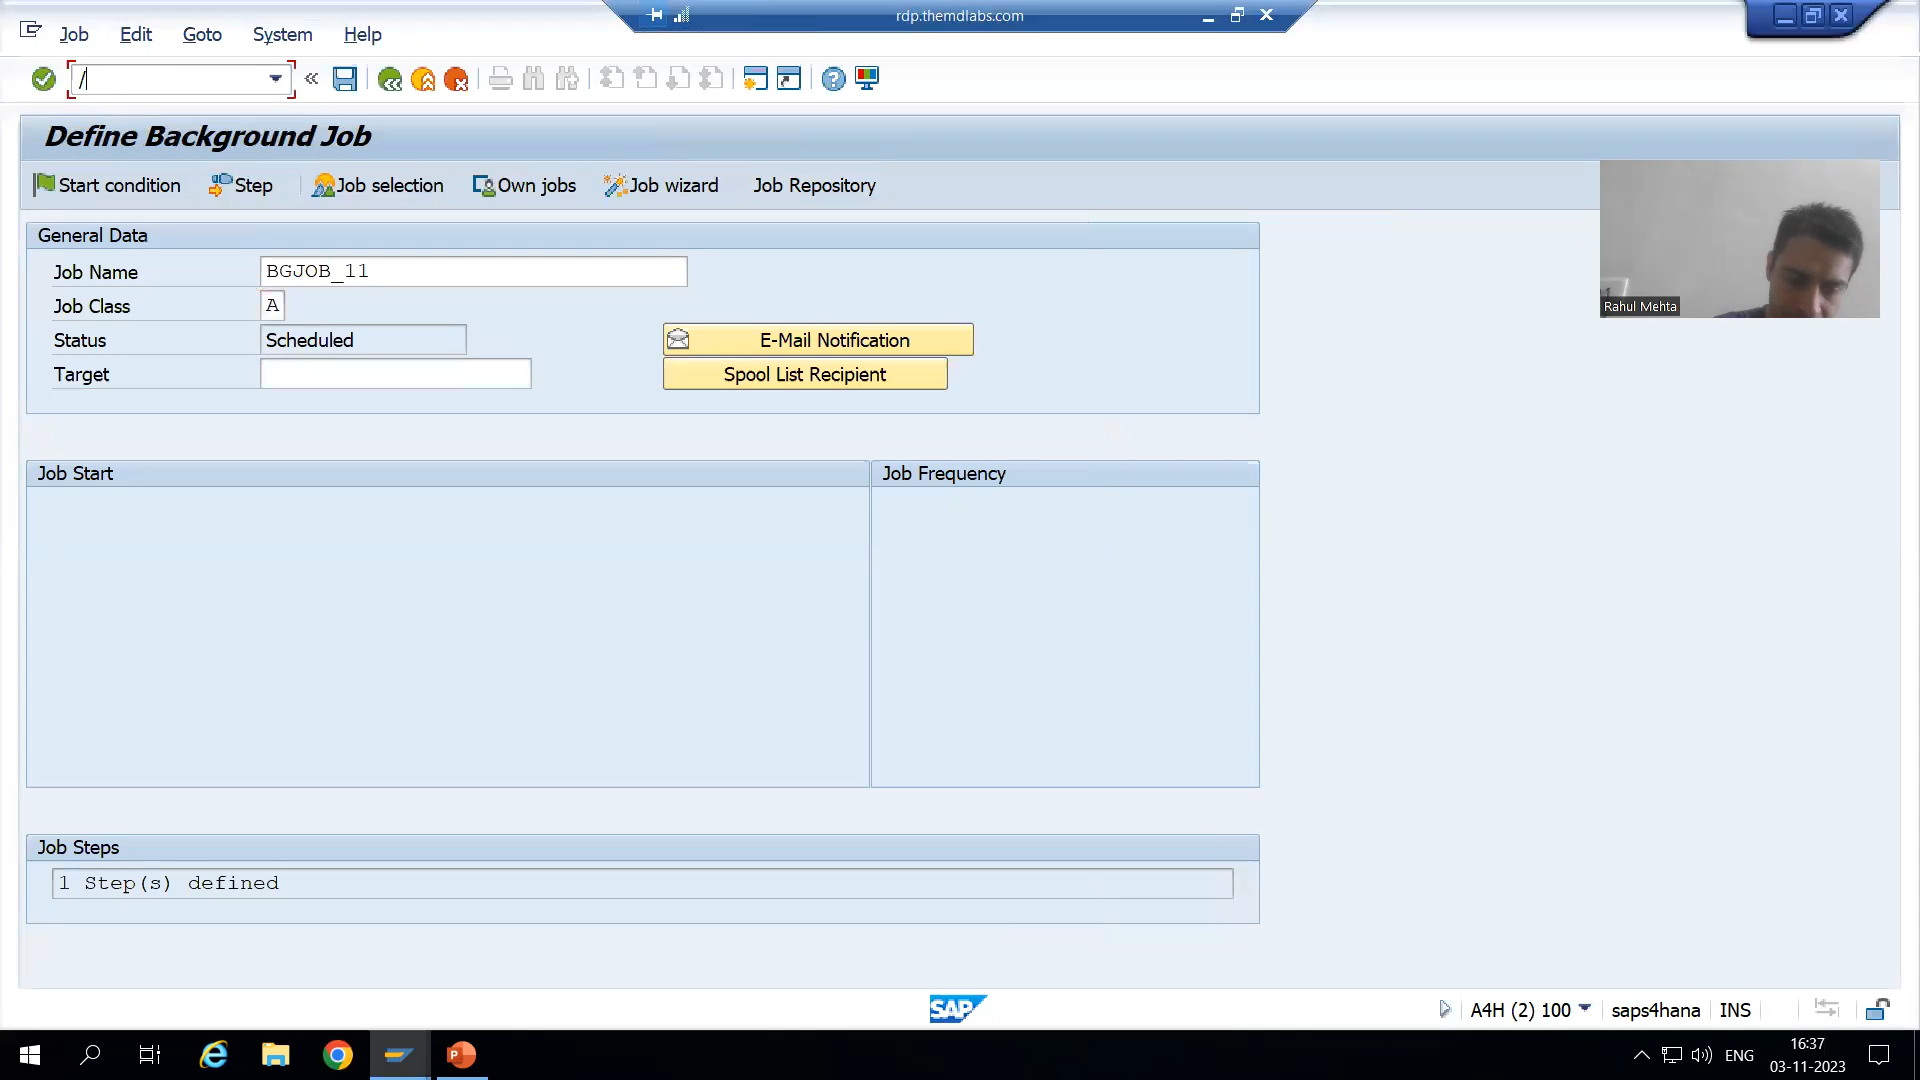 rdp.themdlabs.com
Job Edit Goto System Help
/
Define Background Job
Start condition Step Job selection Own jobs Job wizard Job Repository
General Data
Job Name BGJOB_11
Job Class A
Status Scheduled E-Mail Notification
Target Spool List Recipient
Rahul Mehta
Job Start Job Frequency
Job Steps
1 Step(s) defined
SAP
A4H (2) 100 saps4hana INS
ENG
16:37
03-11-2023